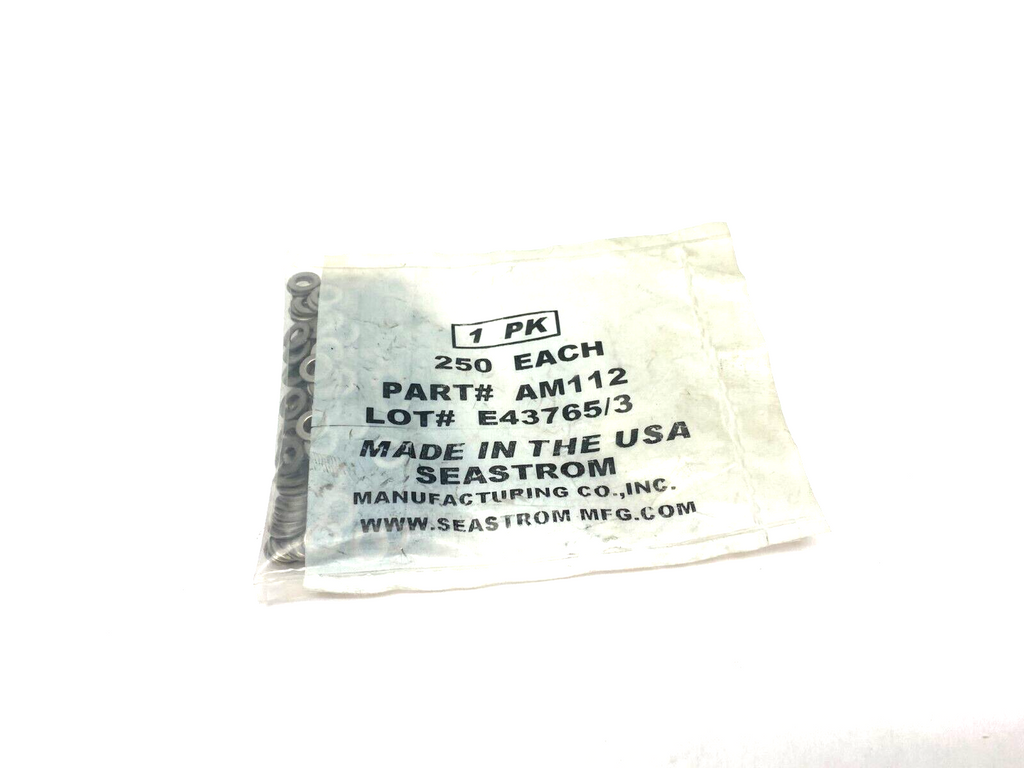 1 PK
250 EACH
PART# AM112
LOT# E43765/3
MADE IN THE USA
SEASTROM
MANUFACTURING CO.,INC.
WWW.SEASTROM MFG.COM